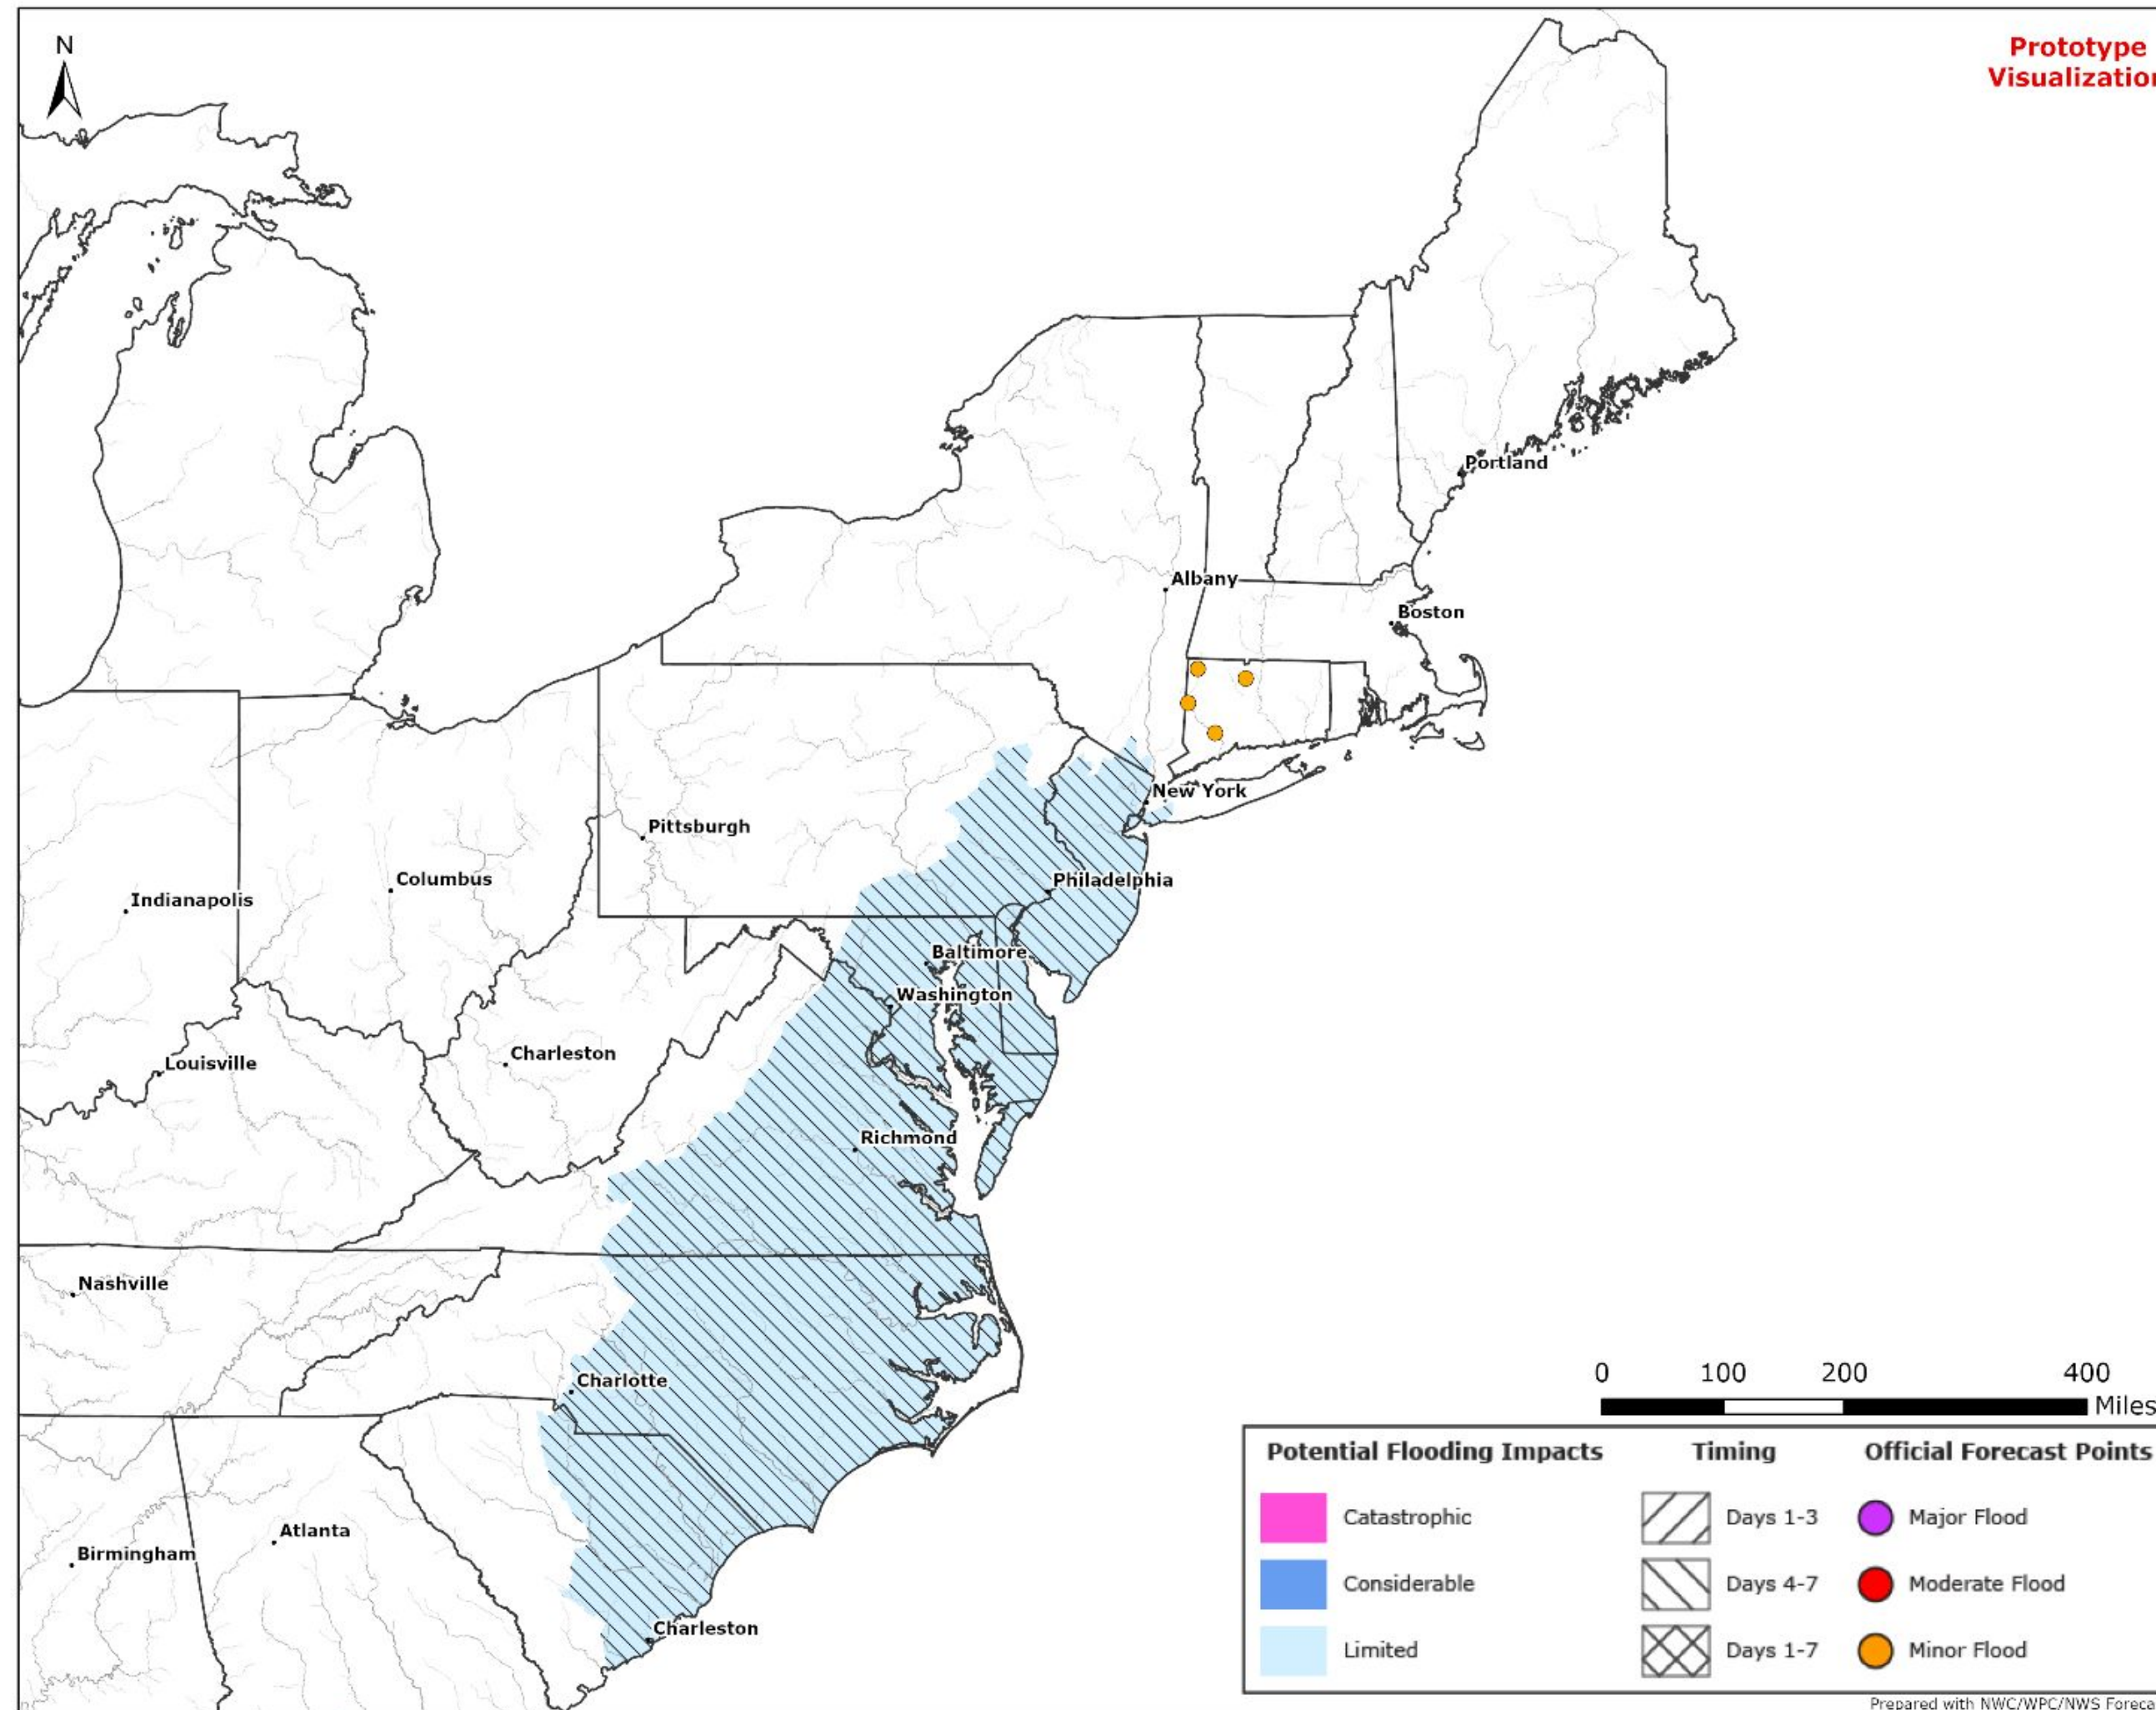 N
Prototype
Visualization
Portland
Albany
Boston
New York
Pittsburgh
Columbus
Philadelphia
Indianapolis
Baltimore
Washington
Charleston
Louisville
Richmond
Nashville
Charlotte
Atlanta
Birmingham
Charleston
0 100 200 400
Miles
Potential Flooding Impacts Timing Official Forecast Points
Catastrophic Days 1-3 Major Flood
Considerable Days 4-7 Moderate Flood
Limited Days 1-7 Minor Flood
Prepared with NWC/WPC/NWS Foreca